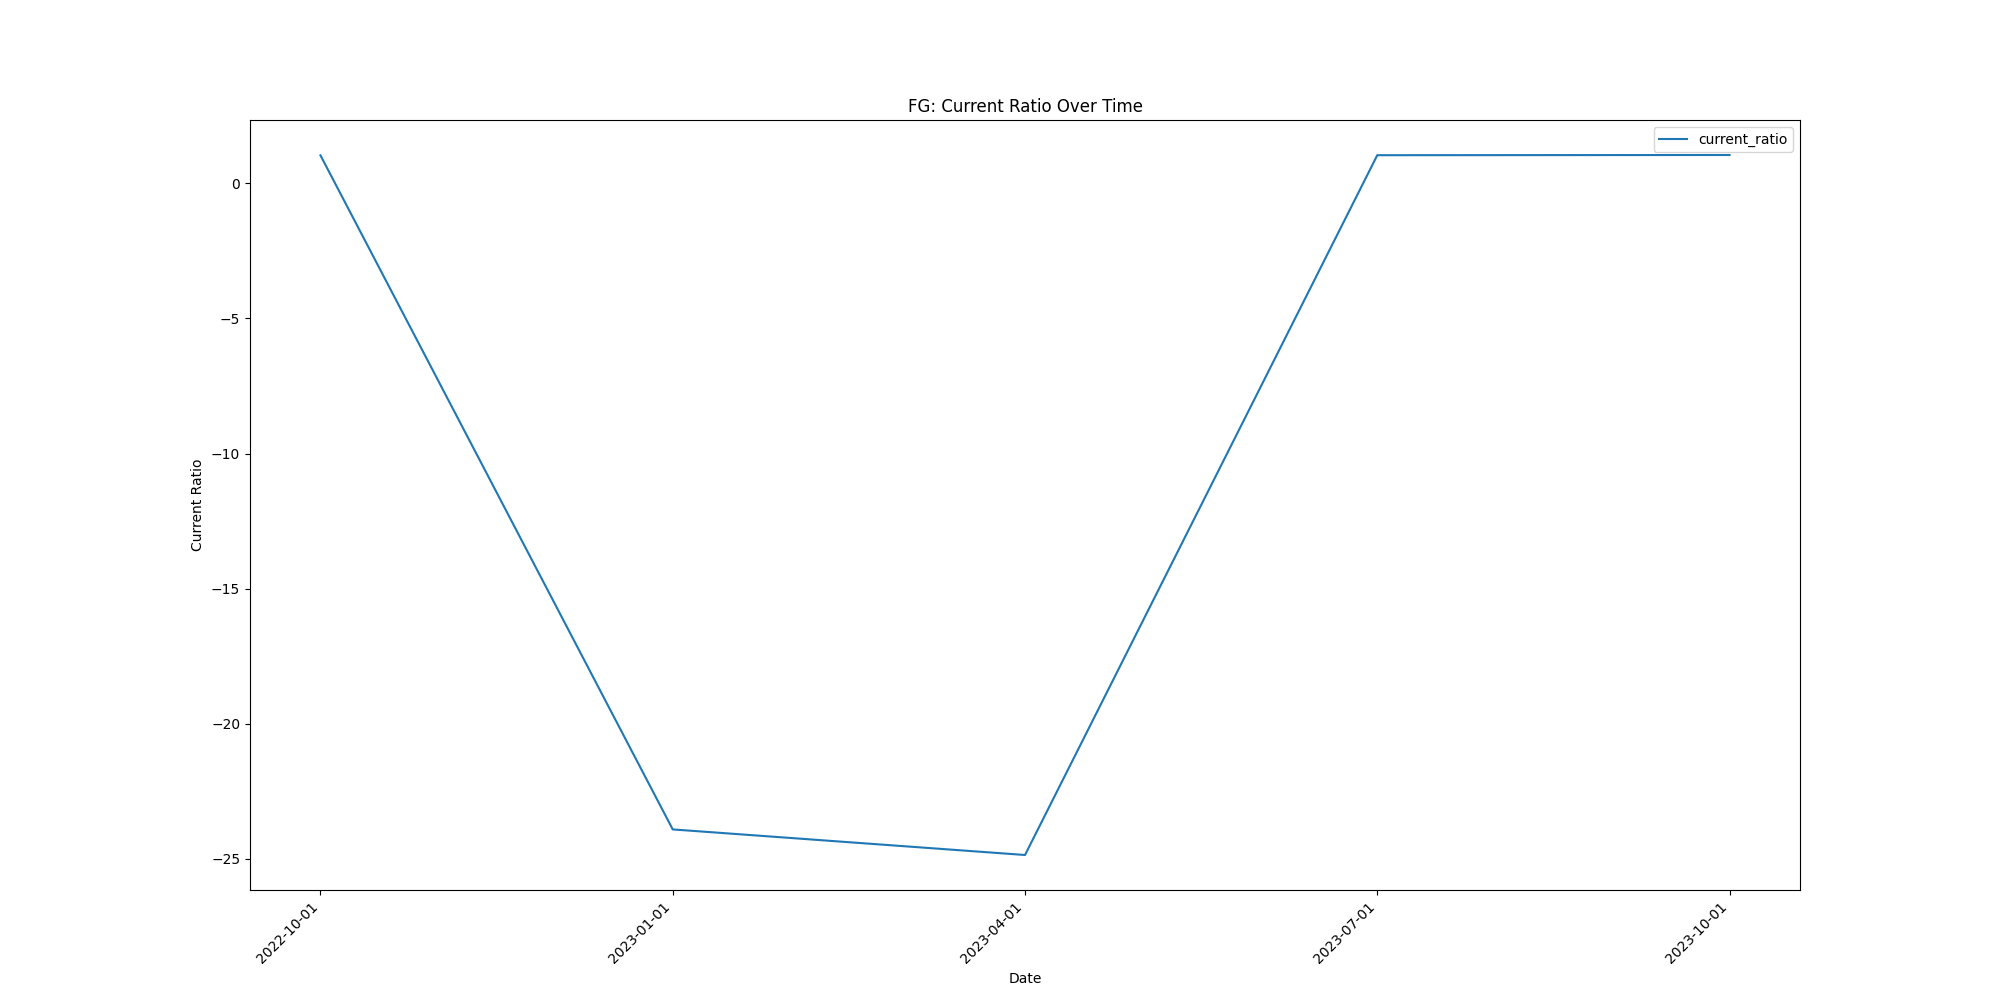 FG: Current Ratio Over Time
current_ratio
Current Ratio
0
−5
−10
−15
−20
−25
2022-10-01
2023-01-01
2023-04-01
2023-07-01
2023-10-01
Date